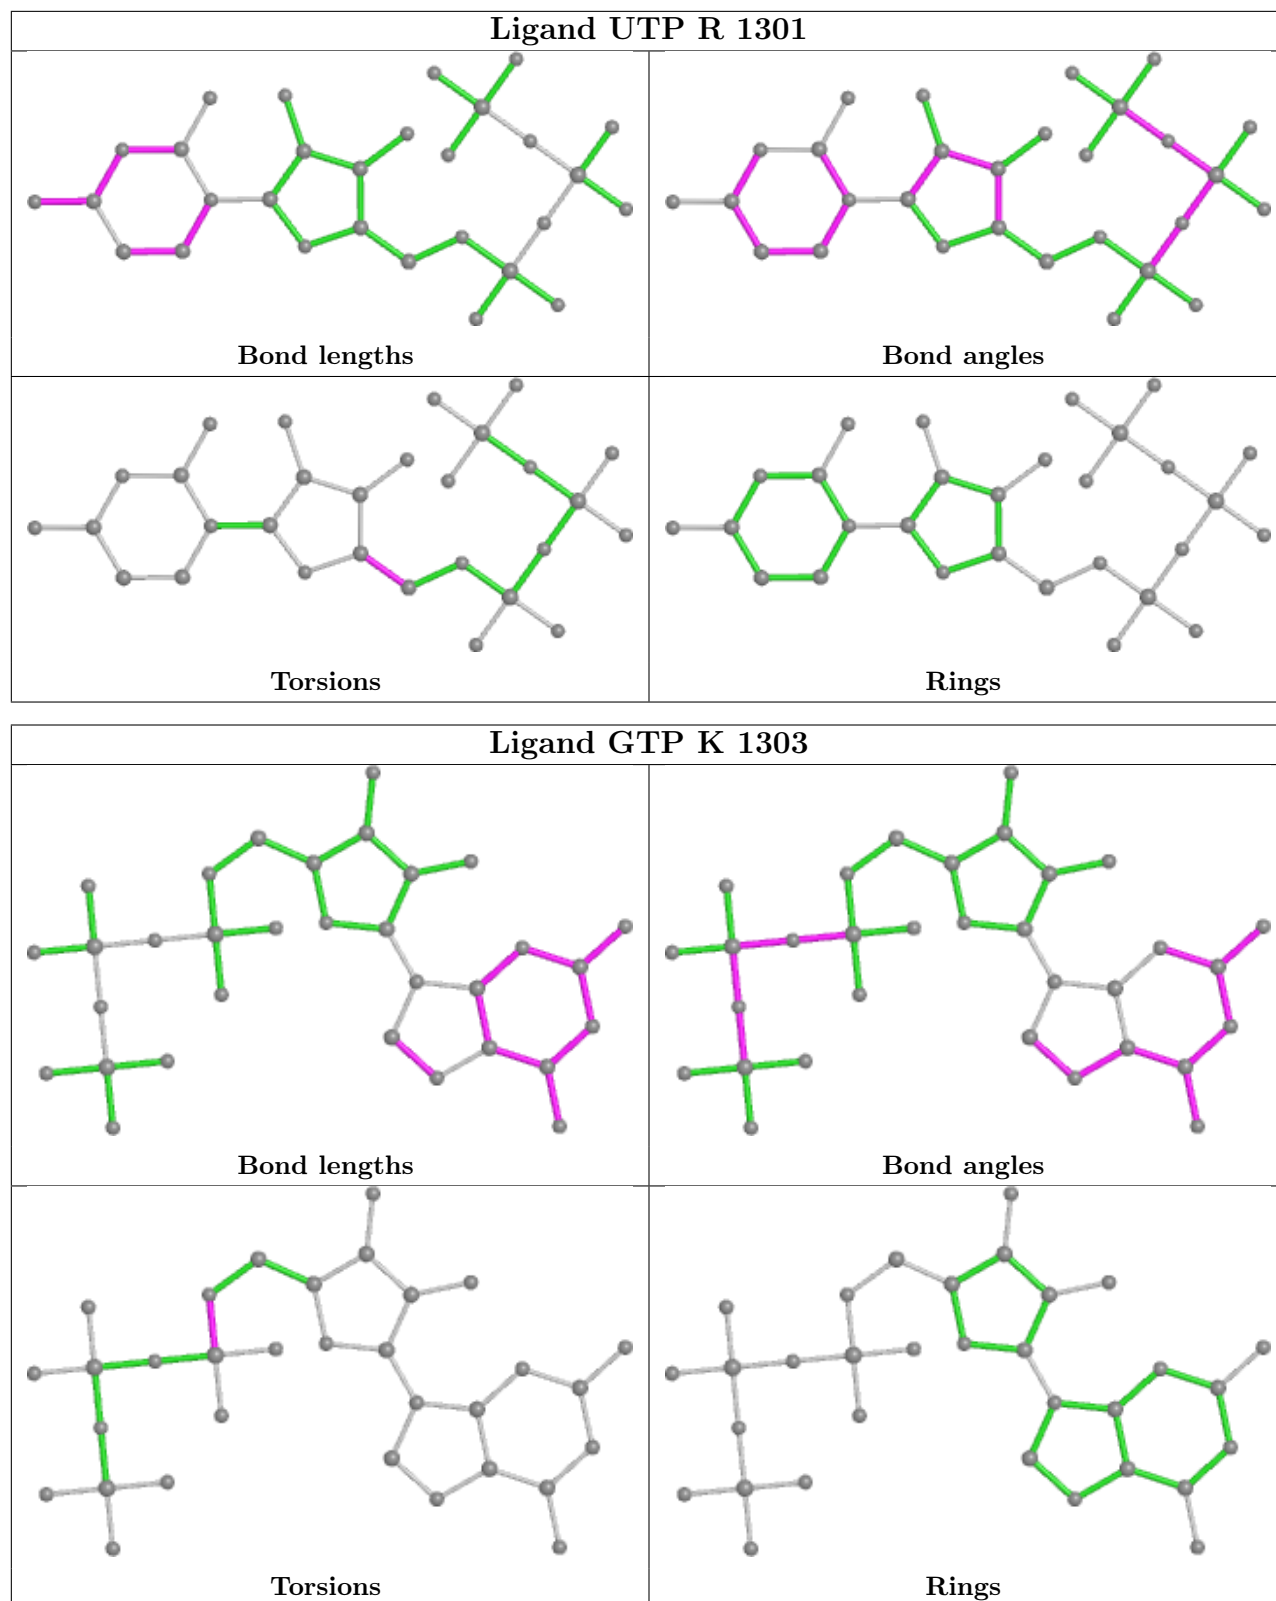 Ligand UTP R 1301
Bond lengths
Bond angles
Torsions
Rings
Ligand GTP K 1303
Bond lengths
Bond angles
Torsions
Rings